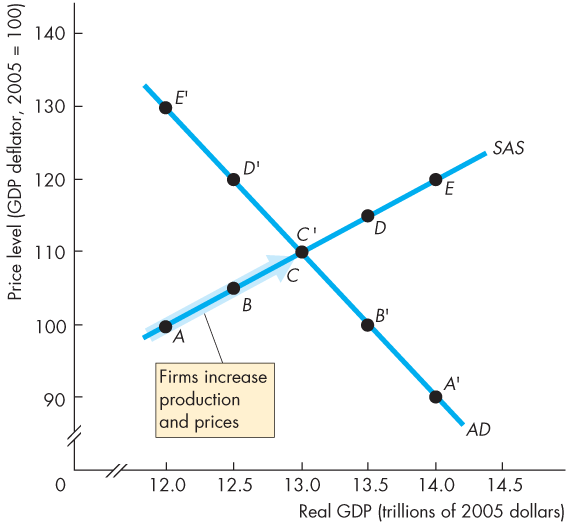 Price level (GDP deflator, 2005 = 100)
140
130
120
110
100
90
0
E'
D'
C'
B'
A'
AD
SAS
E
D
C
B
A
Firms increase
production
and prices
12.0 12.5 13.0 13.5 14.0 14.5
Real GDP (trillions of 2005 dollars)